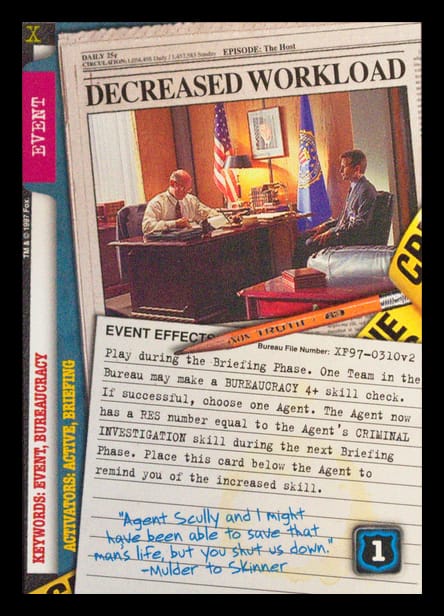 X
DAILY 25¢
EPISODE: The Host
DECREASED WORKLOAD
EVENT
TM & © 1997 Fox.
KEYWORDS: EVENT, BUREAUCRACY
ACTIVATORS: ACTIVE, BRIEFING
EVENT EFFECTS
Bureau File Number: XF97-0310v2
Play during the Briefing Phase. One Team in the
Bureau may make a BUREAUCRACY 4+ skill check.
If successful, choose one Agent. The Agent now
has a RES number equal to the Agent's CRIMINAL
INVESTIGATION skill during the next Briefing
Phase. Place this card below the Agent to
remind you of the increased skill.
"Agent Scully and I might
have been able to save that
man's life, but you shut us down."
-Mulder to Skinner
1